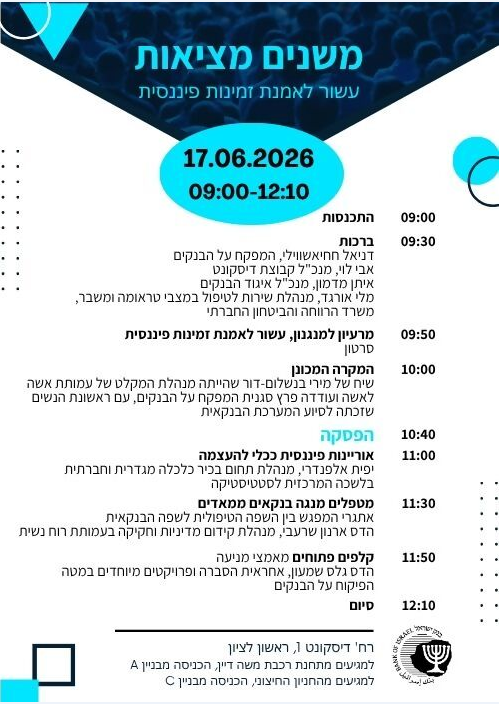 משנים מציאות
עשור לאמנת זמינות פיננסית
17.06.2026
09:00-12:10
09:00 התכנסות
09:30 ברכות
דניאל חחיאשווילי, המפקח על הבנקים
אבי לוי, מנכ"ל קבוצת דיסקונט
איתן מדמון, מנכ"ל איגוד הבנקים
מלי אורגד, מנהלת שירות לטיפול במצבי טראומה ומשבר,
משרד הרווחה והביטחון החברתי
09:50 מרעיון למנגנון, עשור לאמנת זמינות פיננסית
סרטון
10:00 המקרה המכונן
שיח של מירי בנשלום-דור שהייתה מנהלת המקלט של עמותת אשה
לאשה ועודדה פרץ סגנית המפקח על הבנקים, עם ראשונת הנשים
שזכתה לסיוע המערכת הבנקאית
10:40 הפסקה
11:00 אוריינות פיננסית ככלי להעצמה
יפית אלפנדרי, מנהלת תחום בכיר כלכלה מגדרית וחברתית
בלשכה המרכזית לסטטיסטיקה
11:30 מטפלים מנגה בנקאים ממאדים
אתגרי המפגש בין השפה הטיפולית לשפה הבנקאית
הדס ארנון שרעבי, מנהלת קידום מדיניות וחקיקה בעמותת רוח נשית
11:50 קלפים פתוחים מאמצי מניעה
הדס גלס שמעון, אחראית הסברה ופרויקטים מיוחדים במטה
הפיקוח על הבנקים
12:10 סיום
רח' דיסקונט 1, ראשון לציון
למגיעים מתחנת רכבת משה דיין, הכניסה מבניין A
למגיעים מהחניון החיצוני, הכניסה מבניין C
בנק ישראל
BANK OF ISRAEL